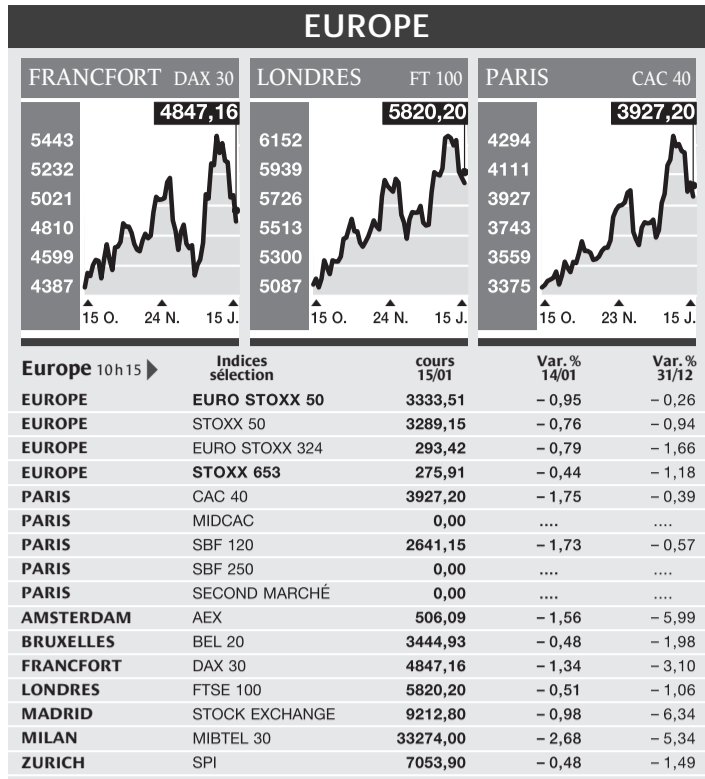 EUROPE
FRANCFORT DAX 30
4847,16
5443
5232
5021
4810
4599
4387
15 O. 24 N. 15 J.
LONDRES FT 100
5820,20
6152
5939
5726
5513
5300
5087
15 O. 24 N. 15 J.
PARIS CAC 40
3927,20
4294
4111
3927
3743
3559
3375
15 O. 23 N. 15 J.
Europe 10h15 Indices sélection cours 15/01 Var. % 14/01 Var. % 31/12
EUROPE EURO STOXX 50 3333,51 – 0,95 – 0,26
EUROPE STOXX 50 3289,15 – 0,76 – 0,94
EUROPE EURO STOXX 324 293,42 – 0,79 – 1,66
EUROPE STOXX 653 275,91 – 0,44 – 1,18
PARIS CAC 40 3927,20 – 1,75 – 0,39
PARIS MIDCAC 0,00 .... ....
PARIS SBF 120 2641,15 – 1,73 – 0,57
PARIS SBF 250 0,00 .... ....
PARIS SECOND MARCHÉ 0,00 .... ....
AMSTERDAM AEX 506,09 – 1,56 – 5,99
BRUXELLES BEL 20 3444,93 – 0,48 – 1,98
FRANCFORT DAX 30 4847,16 – 1,34 – 3,10
LONDRES FTSE 100 5820,20 – 0,51 – 1,06
MADRID STOCK EXCHANGE 9212,80 – 0,98 – 6,34
MILAN MIBTEL 30 33274,00 – 2,68 – 5,34
ZURICH SPI 7053,90 – 0,48 – 1,49